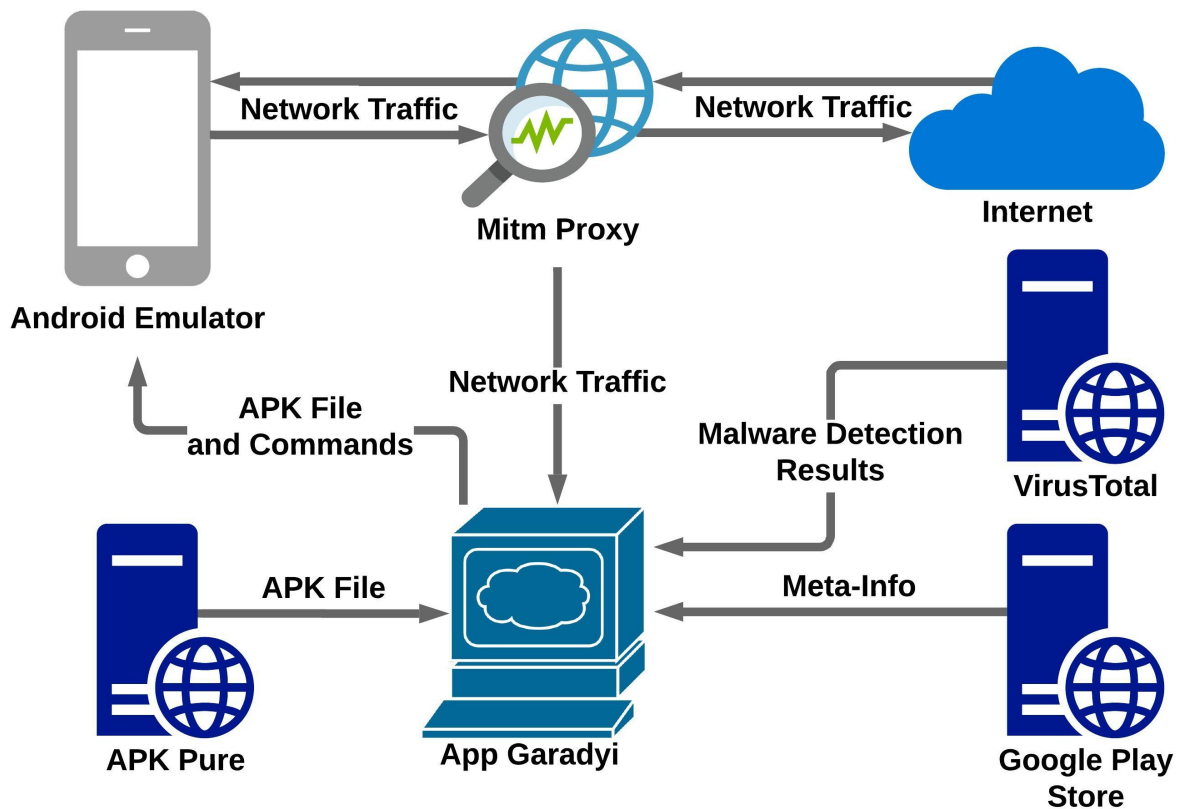 Network Traffic
Network Traffic
Internet
Mitm Proxy
Android Emulator
Network Traffic
APK File
and Commands
Malware Detection
Results
VirusTotal
APK File
Meta-Info
App Garadyi
APK Pure
Google Play
Store